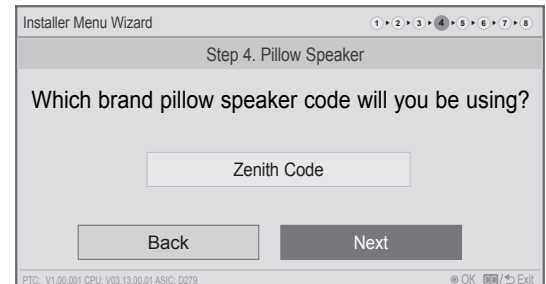 Installer Menu Wizard 1 ▸ 2 ▸ 3 ▸ 4 ▸ 5 ▸ 6 ▸ 7 ▸ 8
Step 4. Pillow Speaker
Which brand pillow speaker code will you be using?
Zenith Code
Back Next
PTC: V1.00.001 CPU: V03.13.00.01 ASIC: D279 ◉ OK CC/⮌ Exit